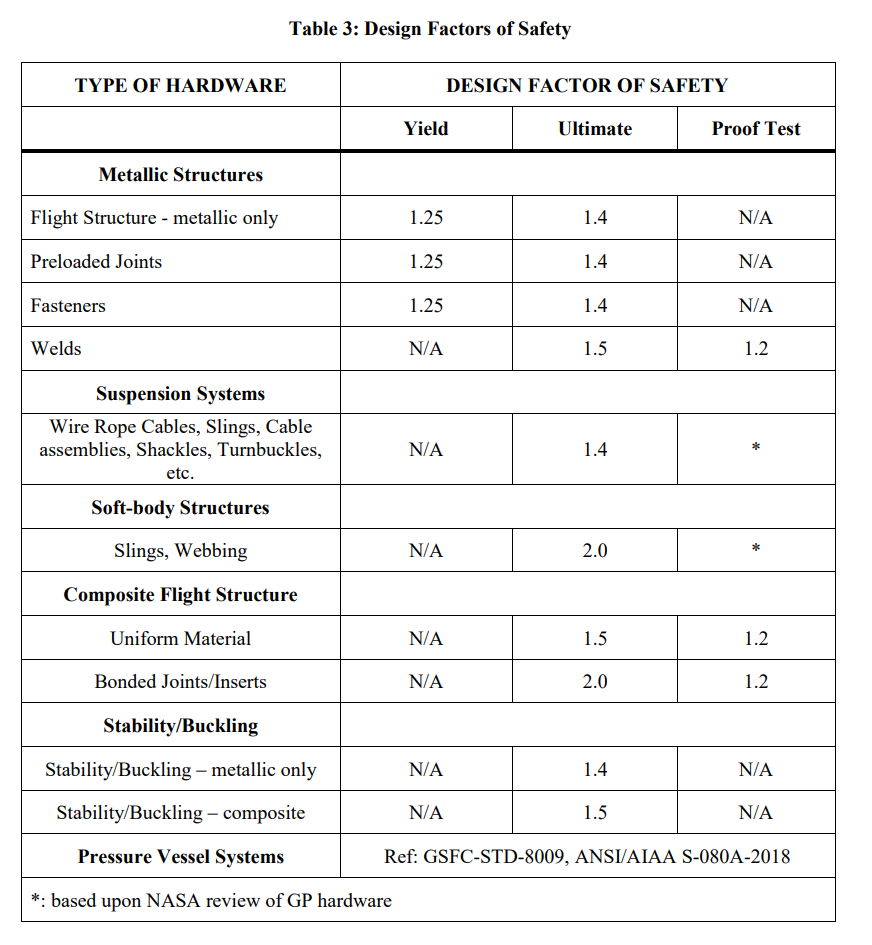 Table 3: Design Factors of Safety
TYPE OF HARDWARE DESIGN FACTOR OF SAFETY
Yield Ultimate Proof Test
Metallic Structures
Flight Structure - metallic only 1.25 1.4 N/A
Preloaded Joints 1.25 1.4 N/A
Fasteners 1.25 1.4 N/A
Welds N/A 1.5 1.2
Suspension Systems
Wire Rope Cables, Slings, Cable
assemblies, Shackles, Turnbuckles, N/A 1.4 *
etc.
Soft-body Structures
Slings, Webbing N/A 2.0 *
Composite Flight Structure
Uniform Material N/A 1.5 1.2
Bonded Joints/Inserts N/A 2.0 1.2
Stability/Buckling
Stability/Buckling – metallic only N/A 1.4 N/A
Stability/Buckling – composite N/A 1.5 N/A
Pressure Vessel Systems Ref: GSFC-STD-8009, ANSI/AIAA S-080A-2018
*: based upon NASA review of GP hardware